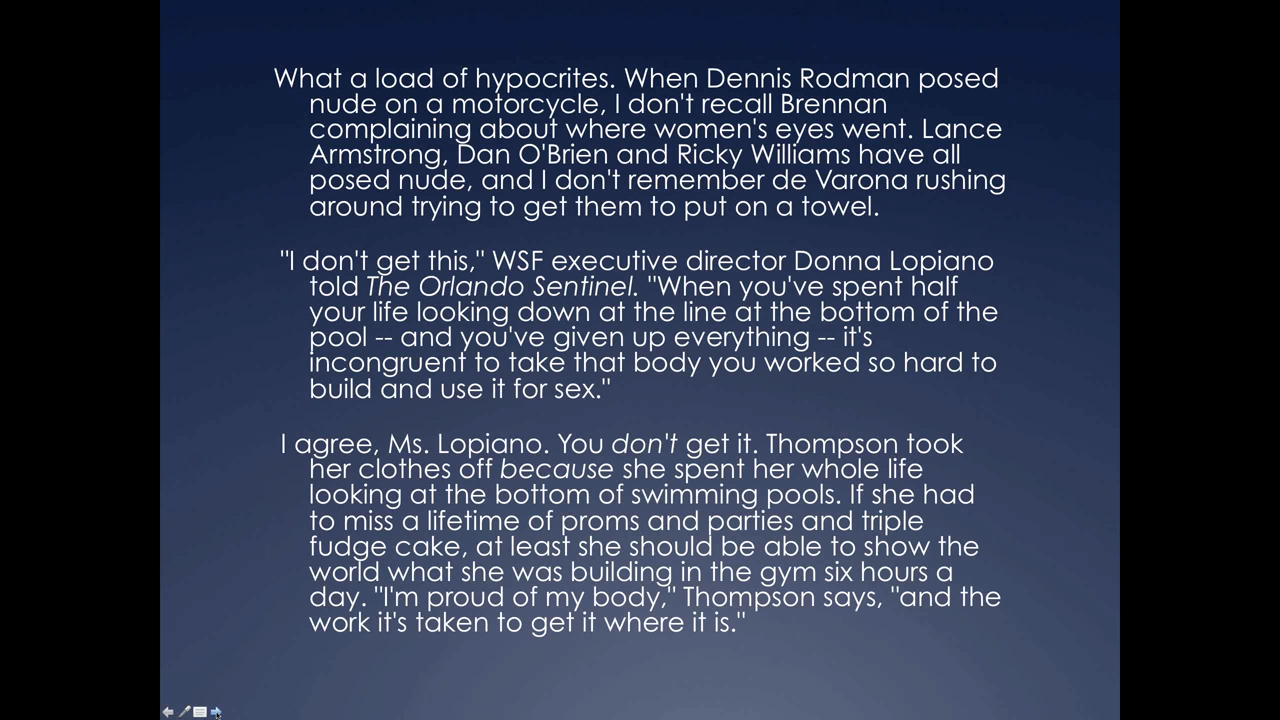 What a load of hypocrites. When Dennis Rodman posed
nude on a motorcycle, I don't recall Brennan
complaining about where women's eyes went. Lance
Armstrong, Dan O'Brien and Ricky Williams have all
posed nude, and I don't remember de Varona rushing
around trying to get them to put on a towel.
"I don't get this," WSF executive director Donna Lopiano
told The Orlando Sentinel. "When you've spent half
your life looking down at the line at the bottom of the
pool -- and you've given up everything -- it's
incongruent to take that body you worked so hard to
build and use it for sex."
I agree, Ms. Lopiano. You don't get it. Thompson took
her clothes off because she spent her whole life
looking at the bottom of swimming pools. If she had
to miss a lifetime of proms and parties and triple
fudge cake, at least she should be able to show the
world what she was building in the gym six hours a
day. "I'm proud of my body," Thompson says, "and the
work it's taken to get it where it is."